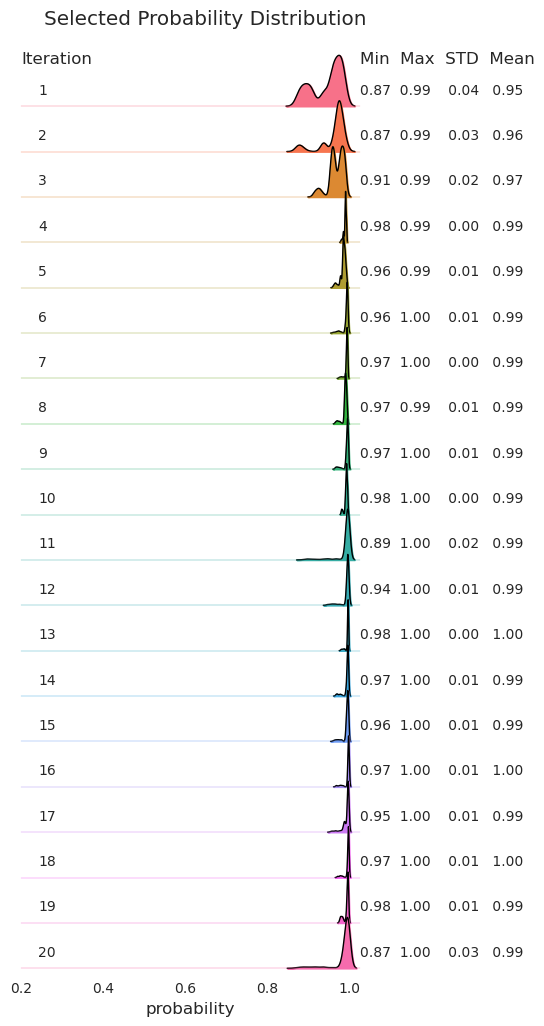 Selected Probability Distribution
Iteration Min Max STD Mean
1 0.87 0.99 0.04 0.95
2 0.87 0.99 0.03 0.96
3 0.91 0.99 0.02 0.97
4 0.98 0.99 0.00 0.99
5 0.96 0.99 0.01 0.99
6 0.96 1.00 0.01 0.99
7 0.97 1.00 0.00 0.99
8 0.97 0.99 0.01 0.99
9 0.97 1.00 0.01 0.99
10 0.98 1.00 0.00 0.99
11 0.89 1.00 0.02 0.99
12 0.94 1.00 0.01 0.99
13 0.98 1.00 0.00 1.00
14 0.97 1.00 0.01 0.99
15 0.96 1.00 0.01 0.99
16 0.97 1.00 0.01 1.00
17 0.95 1.00 0.01 0.99
18 0.97 1.00 0.01 1.00
19 0.98 1.00 0.01 0.99
20 0.87 1.00 0.03 0.99
0.2 0.4 0.6 0.8 1.0
probability